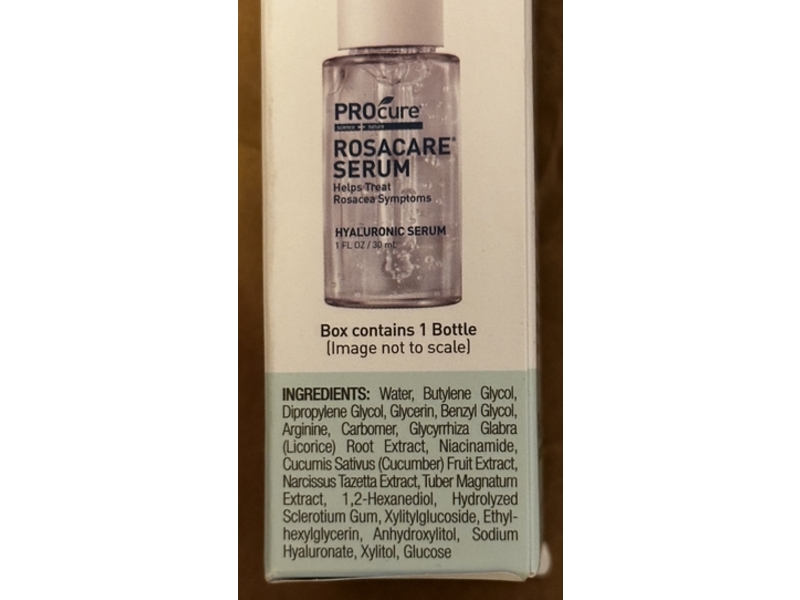 PROcure
science + nature
ROSACARE
SERUM
Helps Treat
Rosacea Symptoms
HYALURONIC SERUM
1 FL OZ / 30 mL
Box contains 1 Bottle
(Image not to scale)
INGREDIENTS: Water, Butylene Glycol,
Dipropylene Glycol, Glycerin, Benzyl Glycol,
Arginine, Carbomer, Glycyrrhiza Glabra
(Licorice) Root Extract, Niacinamide,
Cucumis Sativus (Cucumber) Fruit Extract,
Narcissus Tazetta Extract, Tuber Magnatum
Extract, 1,2-Hexanediol, Hydrolyzed
Sclerotium Gum, Xylitylglucoside, Ethyl-
hexylglycerin, Anhydroxylitol, Sodium
Hyaluronate, Xylitol, Glucose